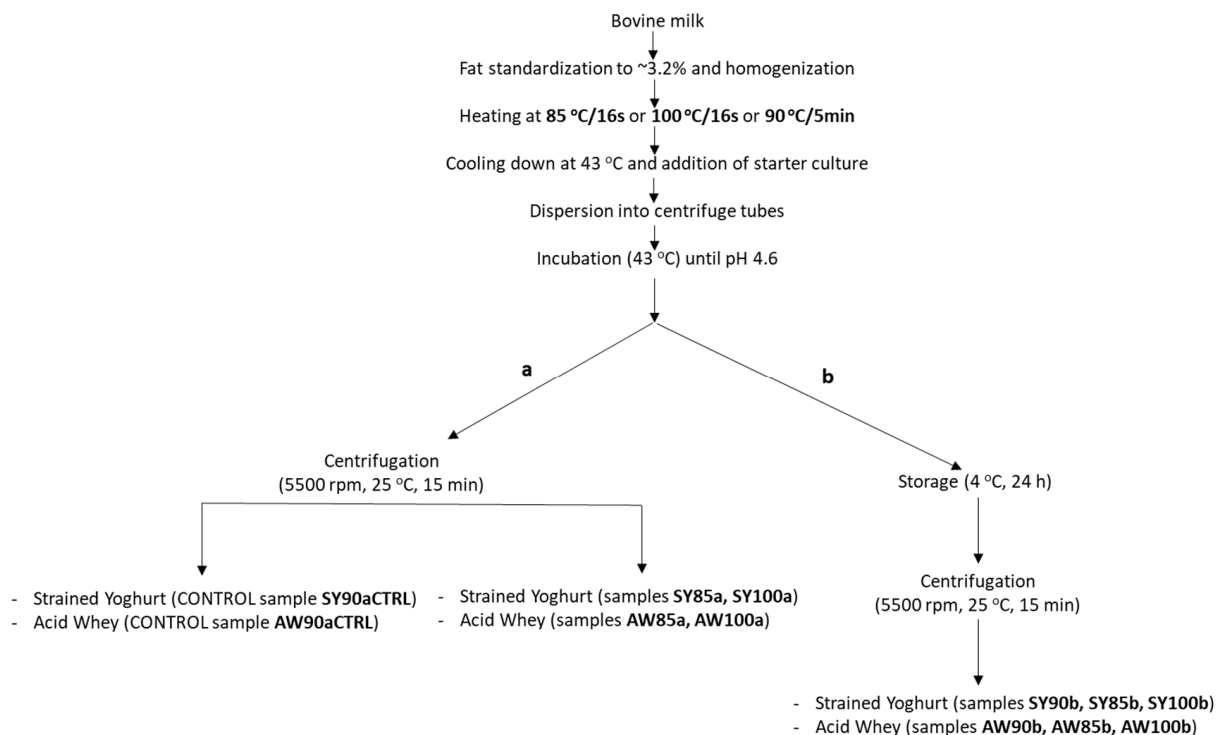 Bovine milk
Fat standardization to ~3.2% and homogenization
Heating at 85 °C/16s or 100 °C/16s or 90 °C/5min
Cooling down at 43 °C and addition of starter culture
Dispersion into centrifuge tubes
Incubation (43 °C) until pH 4.6
a
b
Centrifugation
(5500 rpm, 25 °C, 15 min)
Storage (4 °C, 24 h)
- Strained Yoghurt (CONTROL sample SY90aCTRL)
- Acid Whey (CONTROL sample AW90aCTRL)
- Strained Yoghurt (samples SY85a, SY100a)
- Acid Whey (samples AW85a, AW100a)
Centrifugation
(5500 rpm, 25 °C, 15 min)
- Strained Yoghurt (samples SY90b, SY85b, SY100b)
- Acid Whey (samples AW90b, AW85b, AW100b)